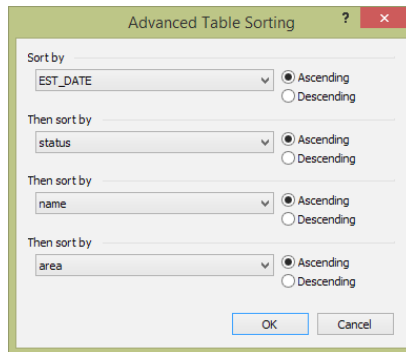 Advanced Table Sorting ?
Sort by
EST_DATE
Ascending
Descending
Then sort by
status
Ascending
Descending
Then sort by
name
Ascending
Descending
Then sort by
area
Ascending
Descending
OK Cancel